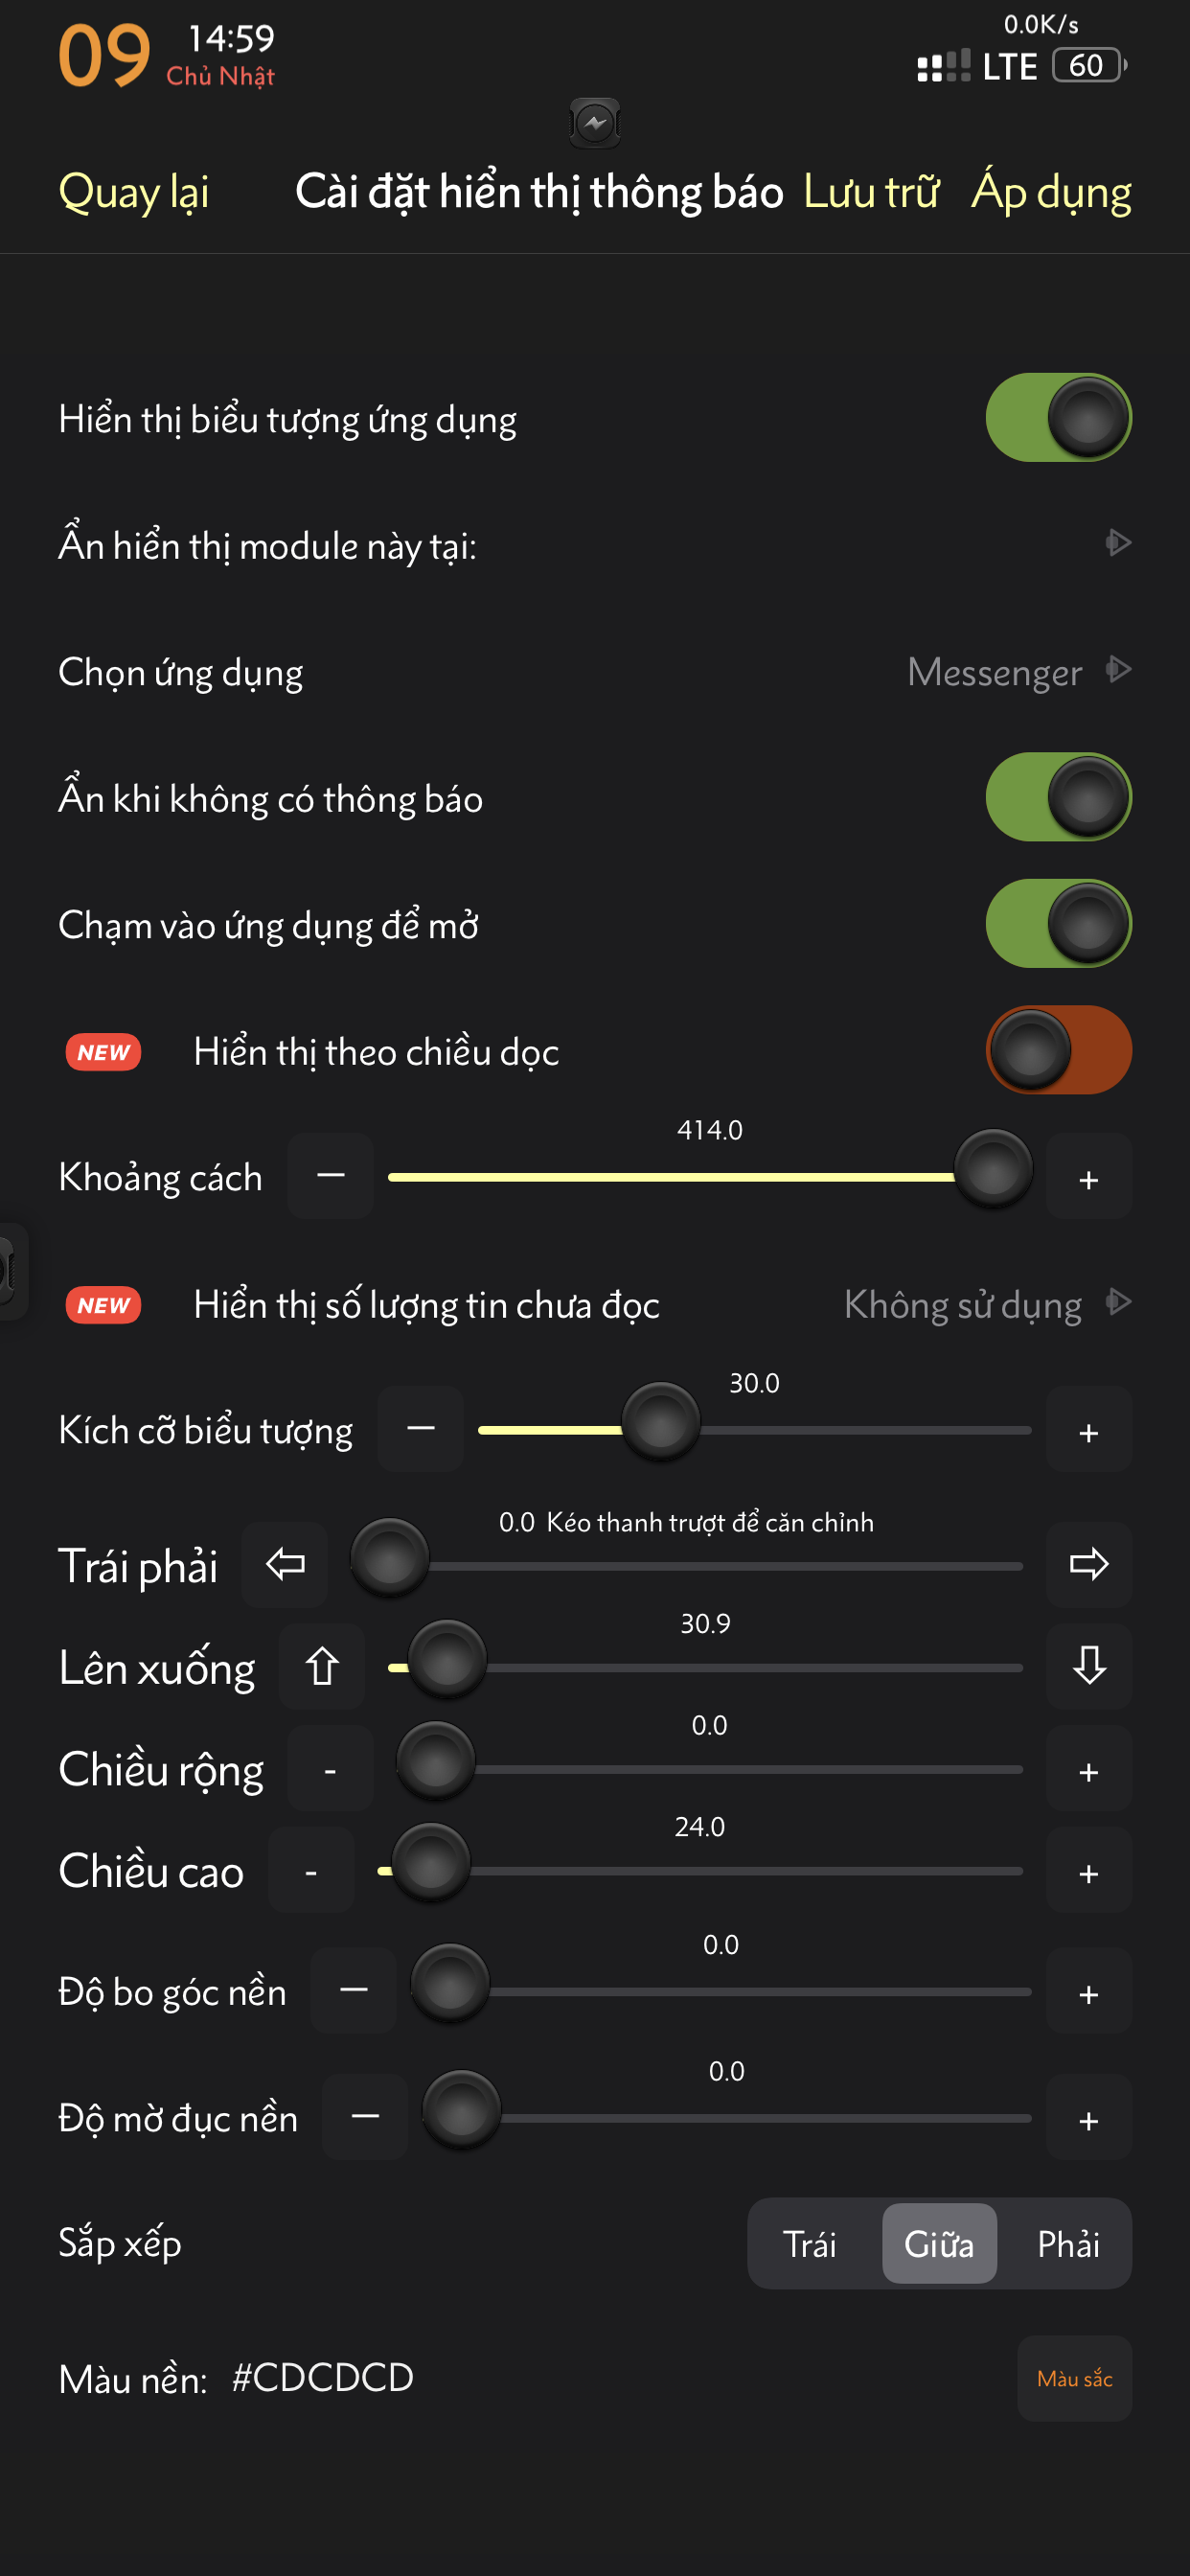 09 14:59 0.0K/s
Chủ Nhật LTE 60
Quay lại Cài đặt hiển thị thông báo Lưu trữ Áp dụng
Hiển thị biểu tượng ứng dụng
Ẩn hiển thị module này tại:
Chọn ứng dụng Messenger
Ẩn khi không có thông báo
Chạm vào ứng dụng để mở
NEW Hiển thị theo chiều dọc
414.0
Khoảng cách — +
NEW Hiển thị số lượng tin chưa đọc Không sử dụng
30.0
Kích cỡ biểu tượng — +
0.0 Kéo thanh trượt để căn chỉnh
Trái phải
30.9
Lên xuống
0.0
Chiều rộng - +
24.0
Chiều cao - +
0.0
Độ bo góc nền — +
0.0
Độ mờ đục nền — +
Sắp xếp Trái Giữa Phải
Màu nền: #CDCDCD Màu sắc